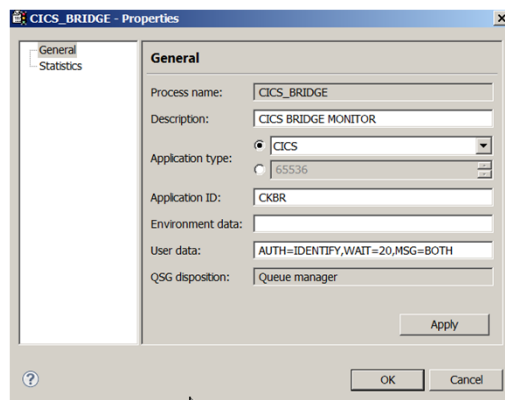 CICS_BRIDGE - Properties
General
Statistics
General
Process name: CICS_BRIDGE
Description: CICS BRIDGE MONITOR
Application type: CICS
65536
Application ID: CKBR
Environment data:
User data: AUTH=IDENTIFY,WAIT=20,MSG=BOTH
QSG disposition: Queue manager
Apply
OK Cancel